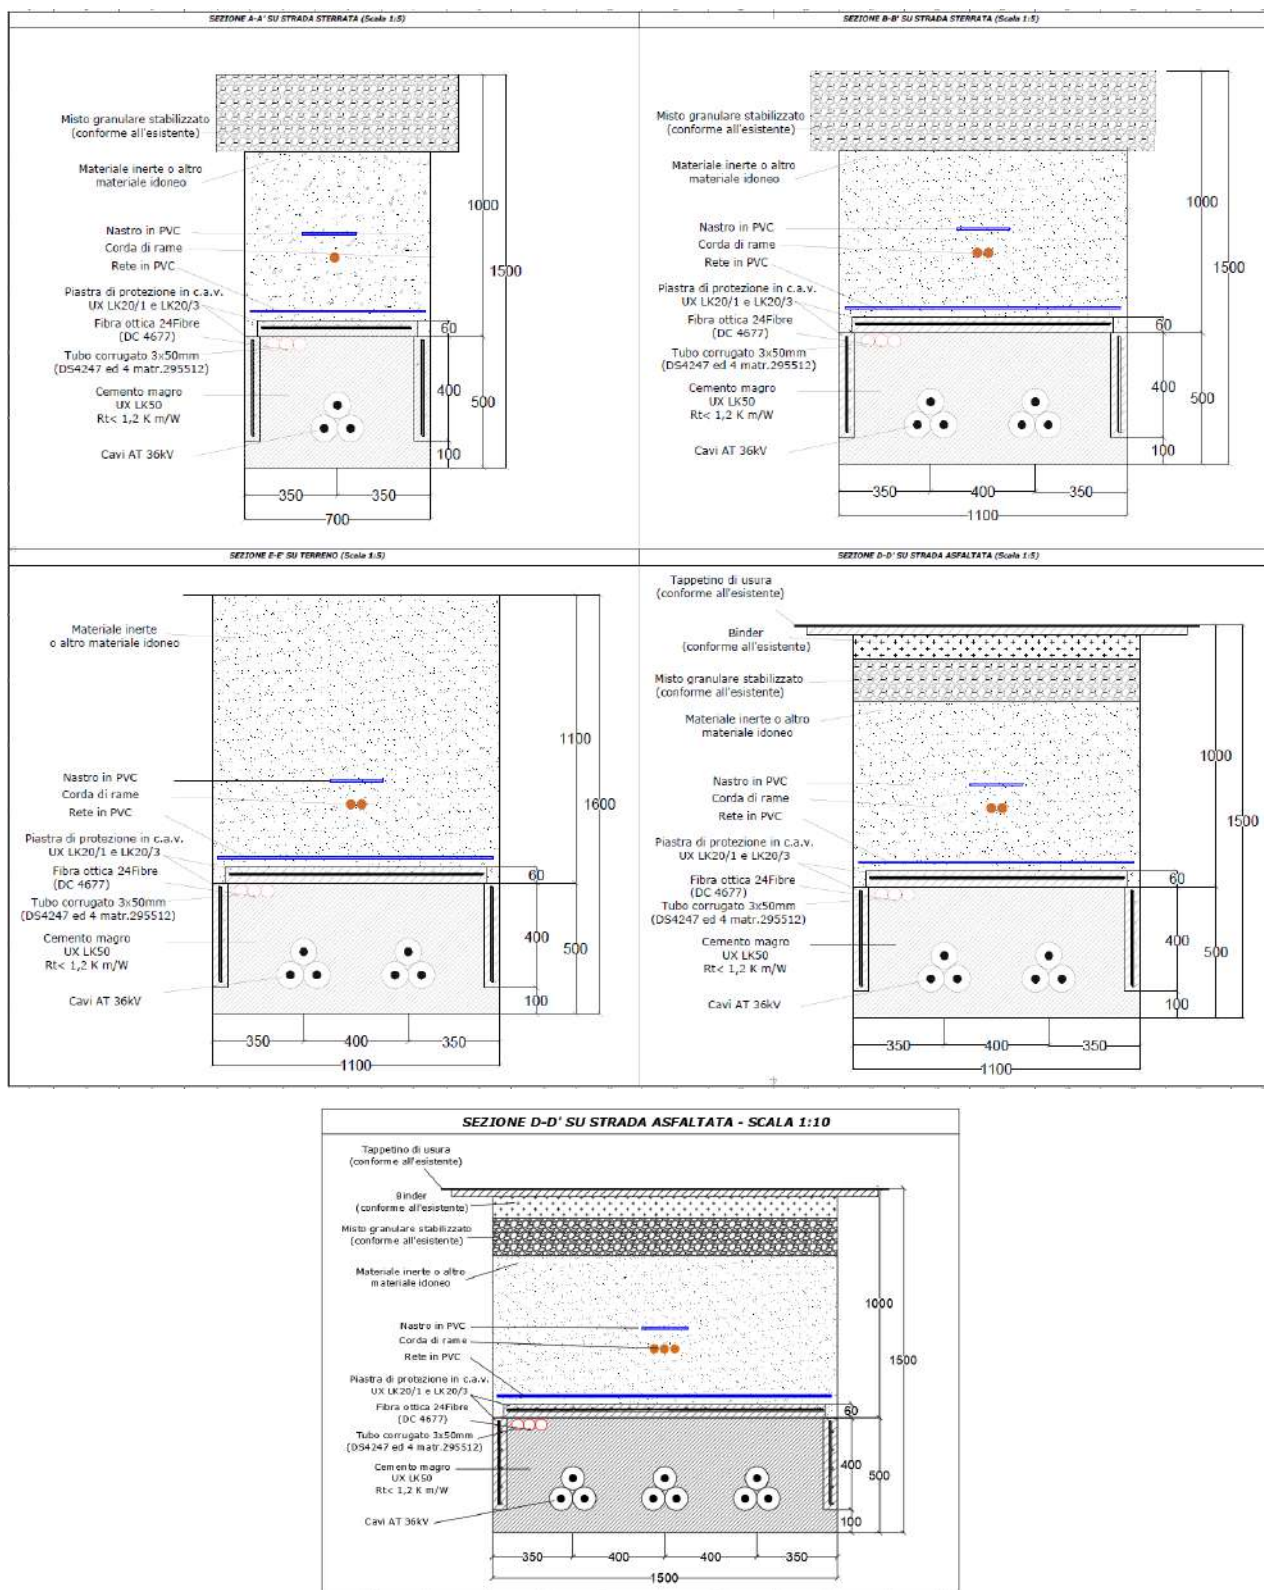 SEZIONE A-A' SU STRADA STERRATA (Scala 1:5)
Misto granulare stabilizzato
(conforme all'esistente)
Materiale inerte o altro
materiale idoneo
Nastro in PVC
Corda di rame
Rete in PVC
Piastra di protezione in c.a.v.
UX LK20/1 e LK20/3
Fibra ottica 24Fibre
(DC 4677)
Tubo corrugato 3x50mm
(DS4247 ed 4 matr.295512)
Cemento magro
UX LK50
Rt< 1,2 K m/W
Cavi AT 36kV
1000
1500
60
400
500
100
350
350
700
SEZIONE B-B' SU STRADA STERRATA (Scala 1:5)
Misto granulare stabilizzato
(conforme all'esistente)
Materiale inerte o altro
materiale idoneo
Nastro in PVC
Corda di rame
Rete in PVC
Piastra di protezione in c.a.v.
UX LK20/1 e LK20/3
Fibra ottica 24Fibre
(DC 4677)
Tubo corrugato 3x50mm
(DS4247 ed 4 matr.295512)
Cemento magro
UX LK50
Rt< 1,2 K m/W
Cavi AT 36kV
1000
1500
60
400
500
100
350
400
350
1100
SEZIONE E-E' SU TERRENO (Scala 1:5)
Materiale inerte
o altro materiale idoneo
Nastro in PVC
Corda di rame
Rete in PVC
Piastra di protezione in c.a.v.
UX LK20/1 e LK20/3
Fibra ottica 24Fibre
(DC 4677)
Tubo corrugato 3x50mm
(DS4247 ed 4 matr.295512)
Cemento magro
UX LK50
Rt< 1,2 K m/W
Cavi AT 36kV
1100
1600
60
400
500
100
350
400
350
1100
SEZIONE D-D' SU STRADA ASFALTATA (Scala 1:5)
Tappetino di usura
(conforme all'esistente)
Binder
(conforme all'esistente)
Misto granulare stabilizzato
(conforme all'esistente)
Materiale inerte o altro
materiale idoneo
Nastro in PVC
Corda di rame
Rete in PVC
Piastra di protezione in c.a.v.
UX LK20/1 e LK20/3
Fibra ottica 24Fibre
(DC 4677)
Tubo corrugato 3x50mm
(DS4247 ed 4 matr.295512)
Cemento magro
UX LK50
Rt< 1,2 K m/W
Cavi AT 36kV
1000
1500
60
400
500
100
350
400
350
1100
SEZIONE D-D' SU STRADA ASFALTATA - SCALA 1:10
Tappetino di usura
(conforme all'esistente)
Binder
(conforme all'esistente)
Misto granulare stabilizzato
(conforme all'esistente)
Materiale inerte o altro
materiale idoneo
Nastro in PVC
Corda di rame
Rete in PVC
Piastra di protezione in c.a.v.
UX LK20/1 e LK20/3
Fibra ottica 24Fibre
(DC 4677)
Tubo corrugato 3x50mm
(DS4247 ed 4 matr.295512)
Cemento magro
UX LK50
Rt< 1,2 K m/W
Cavi AT 36kV
1000
1500
60
400
500
100
350
400
400
350
1500